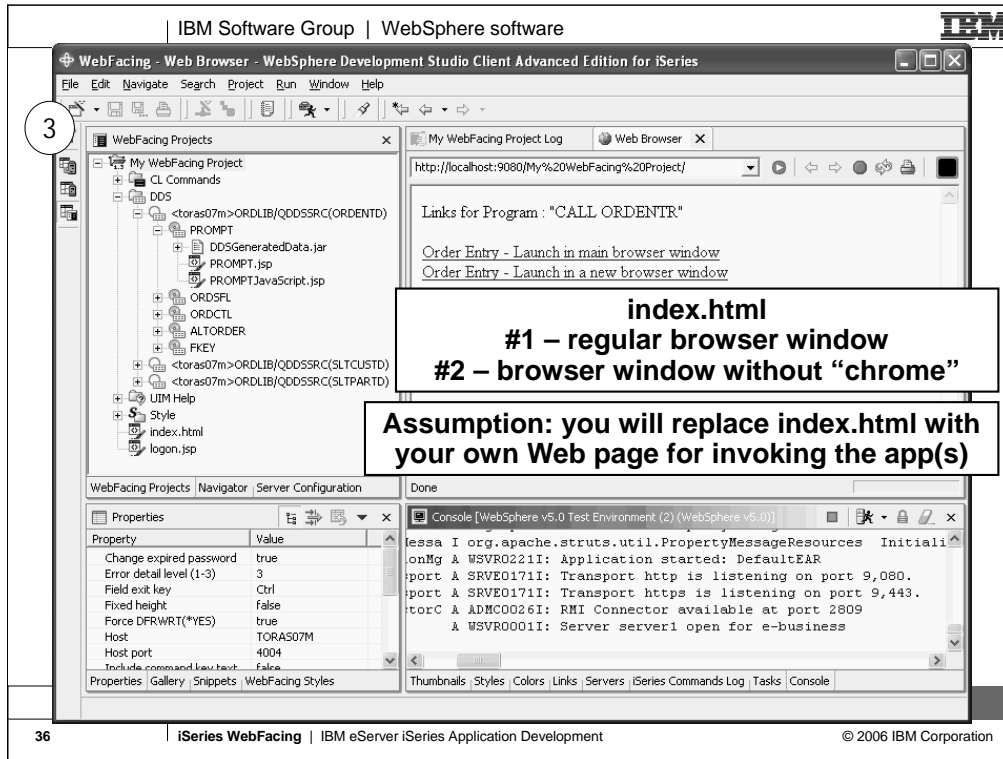 IBM Software Group | WebSphere software
IBM
WebFacing - Web Browser - WebSphere Development Studio Client Advanced Edition for iSeries
File Edit Navigate Search Project Run Window Help
3
WebFacing Projects
My WebFacing Project
CL Commands
DDS
<toras07m>ORDLIB/QDDSSRC(ORDENTD)
PROMPT
DDSGeneratedData.jar
PROMPT.jsp
PROMPTJavaScript.jsp
ORDSFL
ORDCTL
ALTORDER
FKEY
<toras07m>ORDLIB/QDDSSRC(SLTCUSTD)
<toras07m>ORDLIB/QDDSSRC(SLTPARTD)
UIM Help
Style
index.html
logon.jsp
WebFacing Projects Navigator Server Configuration
My WebFacing Project Log Web Browser
http://localhost:9080/My%20WebFacing%20Project/
Links for Program : "CALL ORDENTR"
Order Entry - Launch in main browser window
Order Entry - Launch in a new browser window
index.html
#1 – regular browser window
#2 – browser window without “chrome”
Assumption: you will replace index.html with
your own Web page for invoking the app(s)
Done
Properties
Property Value
Change expired password true
Error detail level (1-3) 3
Field exit key Ctrl
Fixed height false
Force DFRWRT(*YES) true
Host TORAS07M
Host port 4004
Include command key text false
Properties Gallery Snippets WebFacing Styles
Console [WebSphere v5.0 Test Environment (2) (WebSphere v5.0)]
Messa I org.apache.struts.util.PropertyMessageResources Initiali
ionMg A WSVR0221I: Application started: DefaultEAR
sport A SRVE0171I: Transport http is listening on port 9,080.
sport A SRVE0171I: Transport https is listening on port 9,443.
ctorC A ADMC0026I: RMI Connector available at port 2809
A WSVR0001I: Server server1 open for e-business
Thumbnails Styles Colors Links Servers iSeries Commands Log Tasks Console
36
iSeries WebFacing | IBM eServer iSeries Application Development
© 2006 IBM Corporation